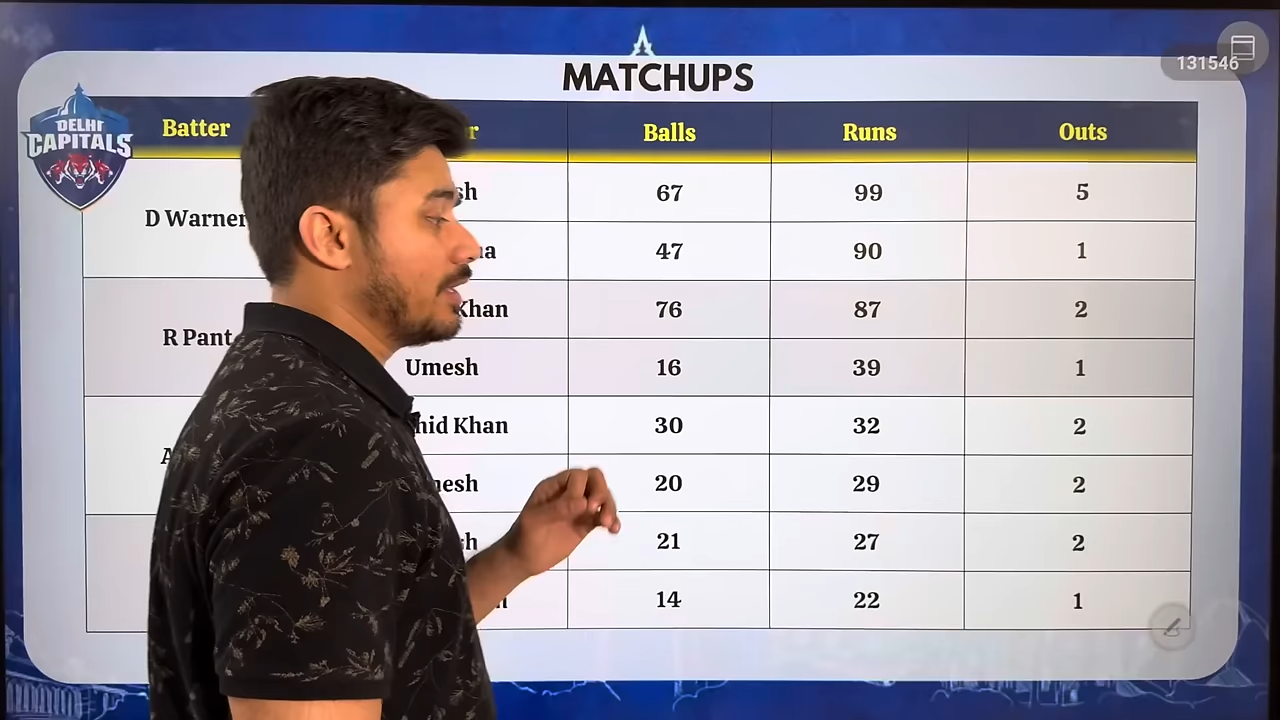 MATCHUPS
131546
DELHI
CAPITALS
Batter Balls Runs Outs
D Warner 67 99 5
47 90 1
R Pant Khan 76 87 2
Umesh 16 39 1
Khan 30 32 2
20 29 2
21 27 2
14 22 1